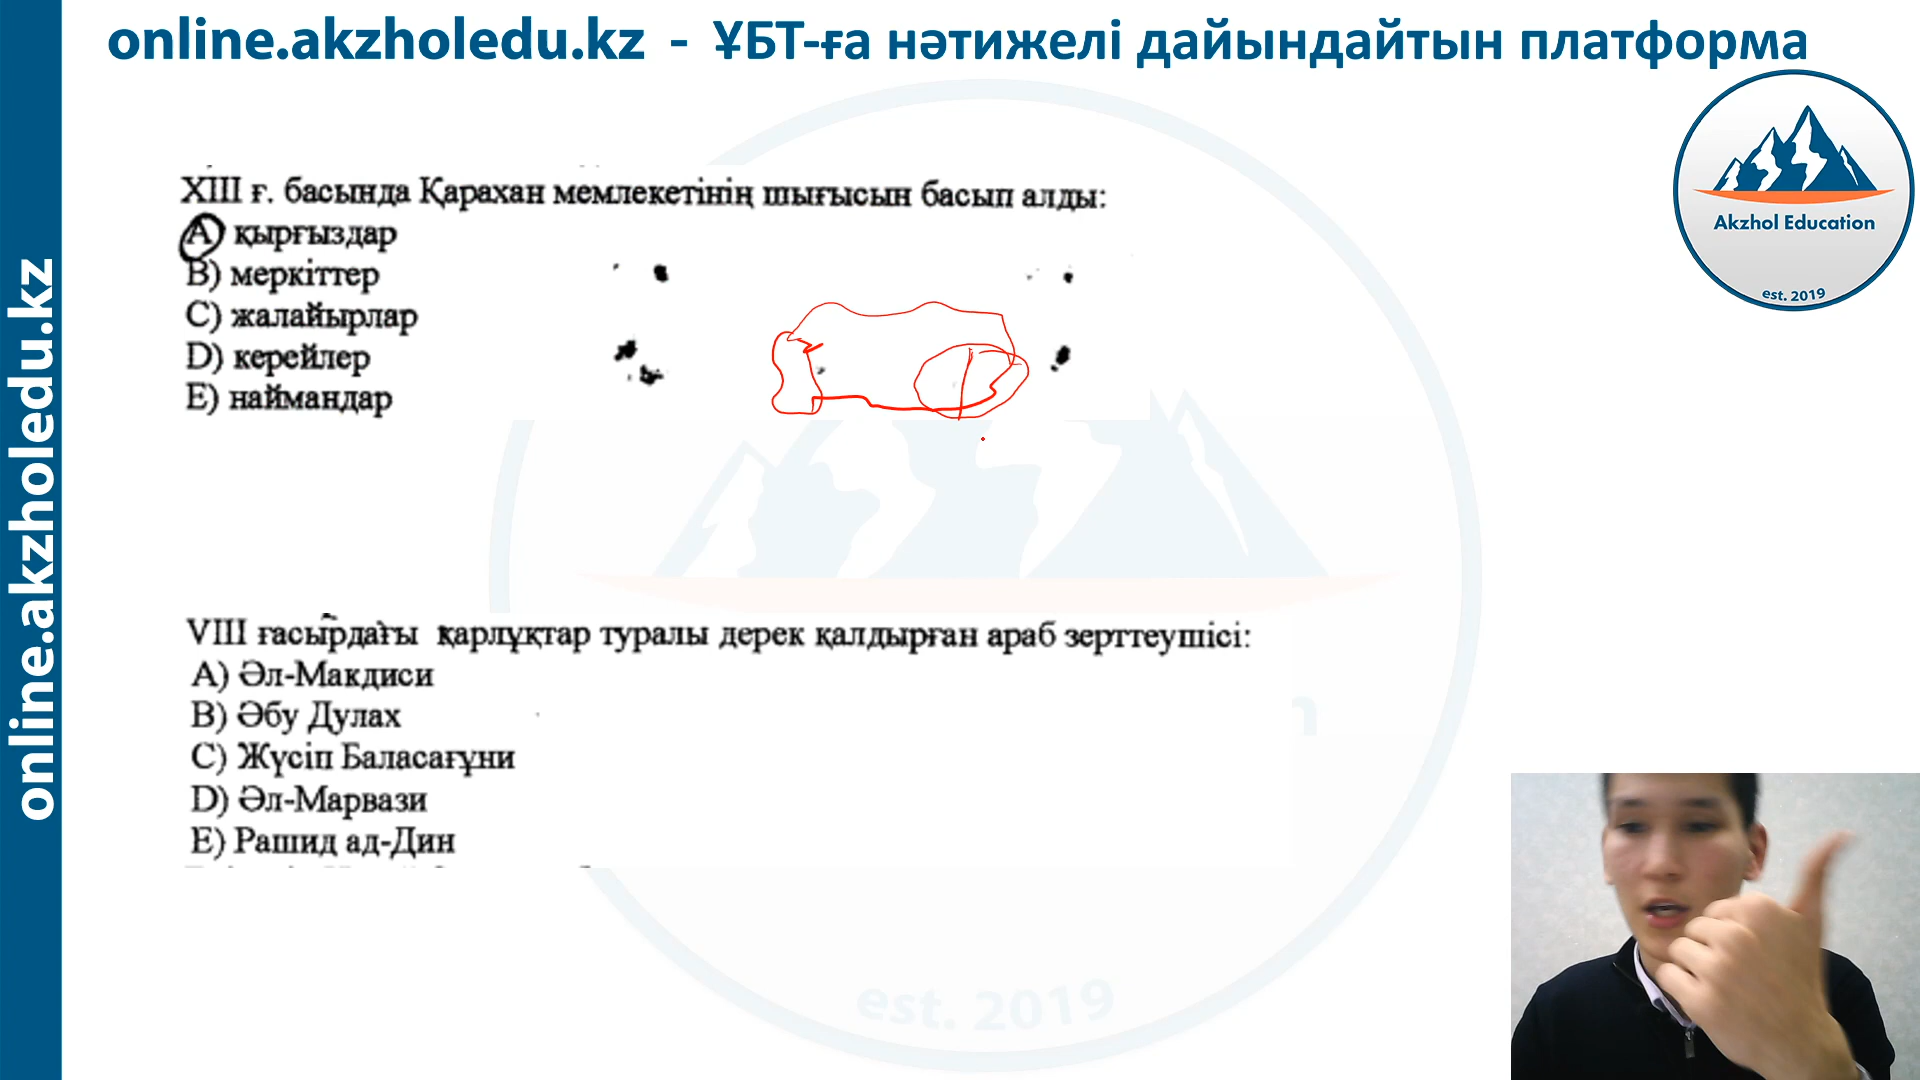 online.akzholedu.kz - ҰБТ-ға нәтижелі дайындайтын платформа
Akzhol Education
est. 2019
online.akzholedu.kz
XIII ғ. басында Қарахан мемлекетінің шығысын басып алды:
A) қырғыздар
B) меркіттер
C) жалайырлар
D) керейлер
E) наймандар
VIII ғасырдағы қарлұқтар туралы дерек қалдырған араб зерттеушісі:
A) Әл-Макдиси
B) Әбу Дулах
C) Жүсіп Баласағұни
D) Әл-Марвази
E) Рашид ад-Дин
est. 2019